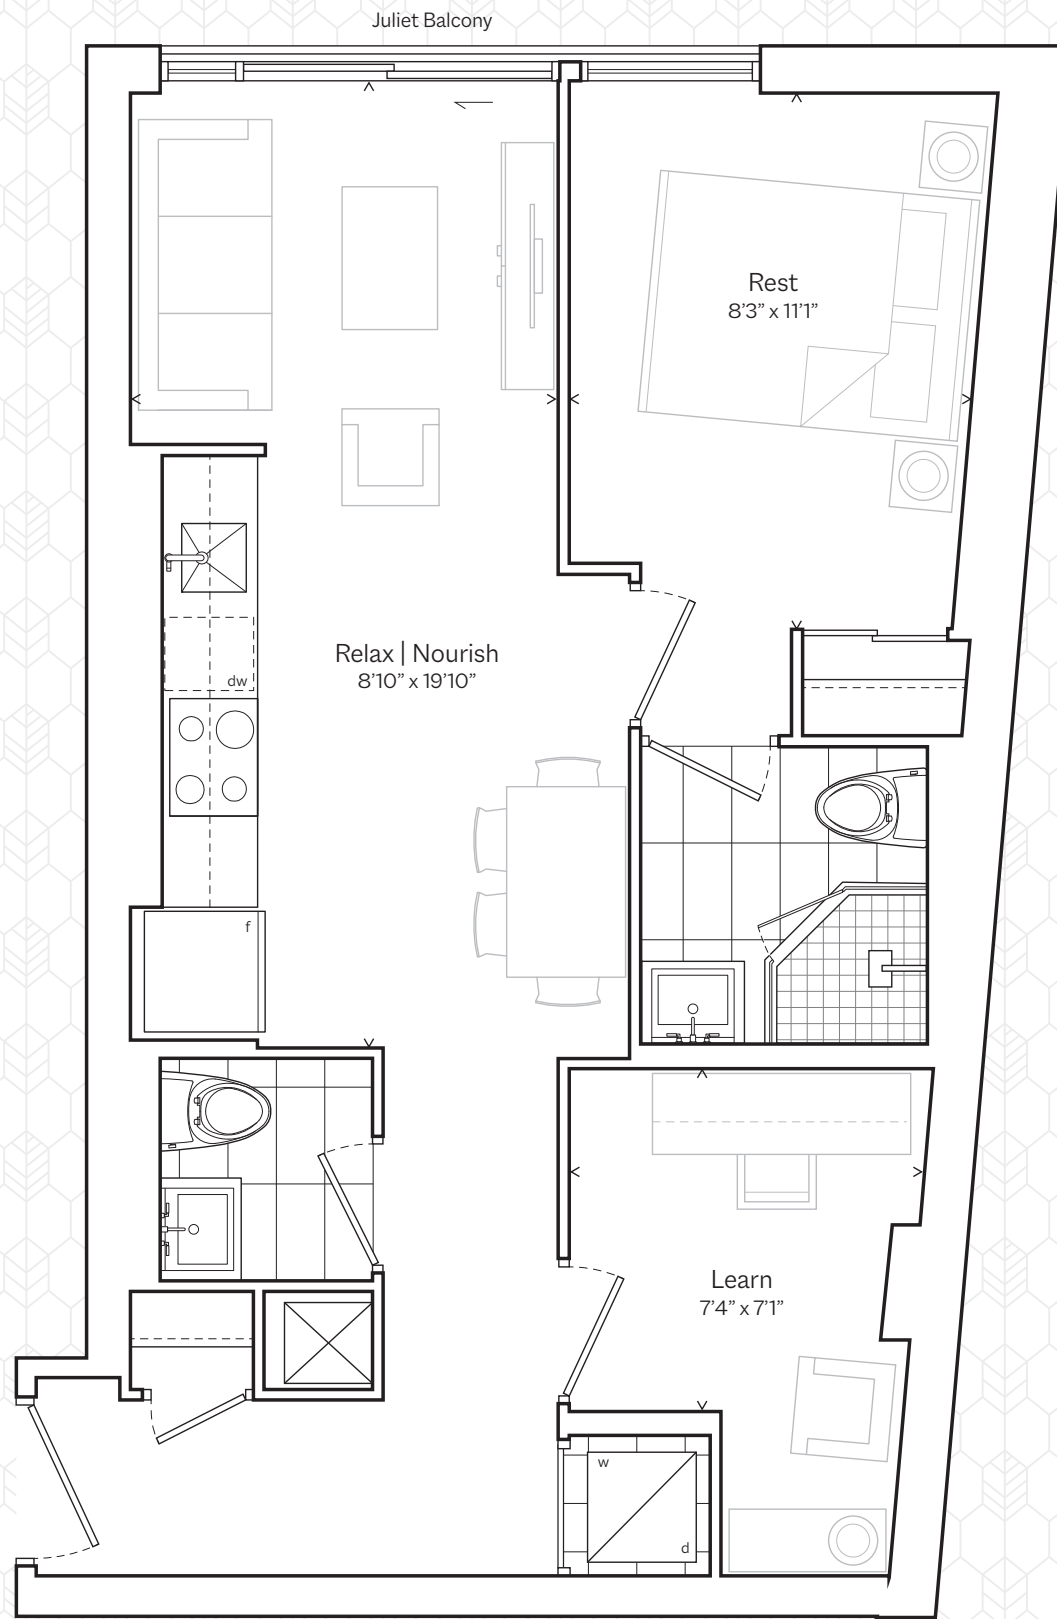 Juliet Balcony
Rest
8’3” x 11’1”
Relax | Nourish
8’10” x 19’10”
dw
f
Learn
7’4” x 7’1”
w
d